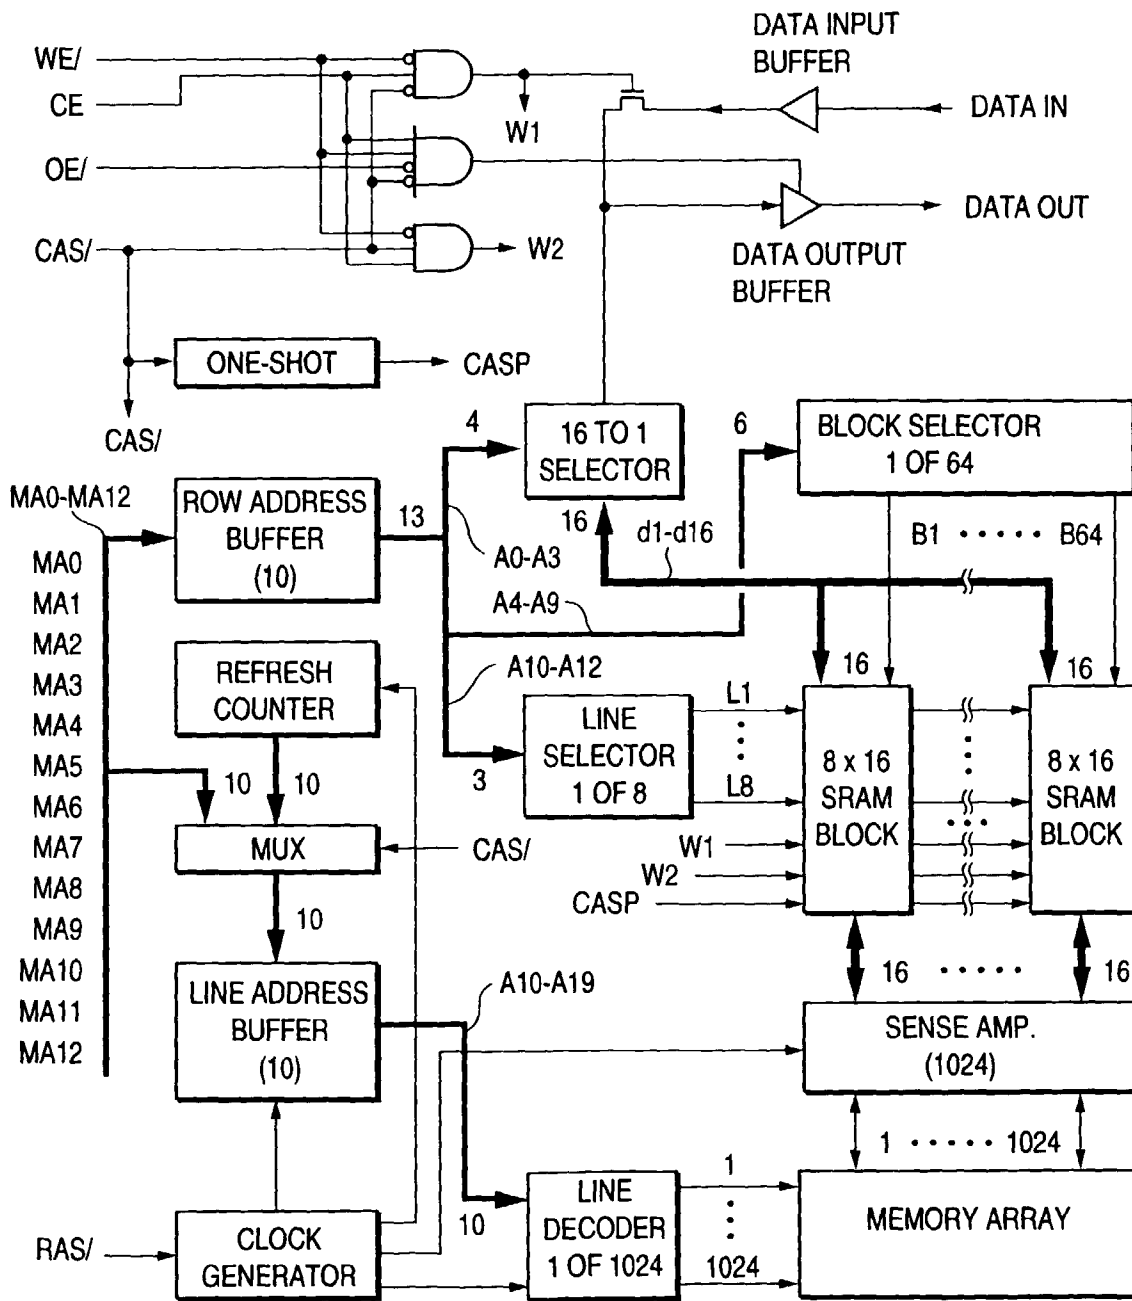 DATA INPUT
BUFFER
WE/
CE
W1
DATA IN
OE/
DATA OUT
CAS/
W2
DATA OUTPUT
BUFFER
ONE-SHOT
CASP
CAS/
4
16 TO 1
SELECTOR
6
BLOCK SELECTOR
1 OF 64
MA0-MA12
ROW ADDRESS
BUFFER
(10)
13
16
d1-d16
B1
B64
A0-A3
A4-A9
A10-A12
MA0
MA1
MA2
MA3
MA4
MA5
MA6
MA7
MA8
MA9
MA10
MA11
MA12
REFRESH
COUNTER
10
10
MUX
CAS/
10
3
LINE
SELECTOR
1 OF 8
L1
L8
W1
W2
CASP
16
16
8 x 16
SRAM
BLOCK
8 x 16
SRAM
BLOCK
16
16
LINE ADDRESS
BUFFER
(10)
A10-A19
SENSE AMP.
(1024)
1
1024
RAS/
CLOCK
GENERATOR
10
LINE
DECODER
1 OF 1024
1
1024
MEMORY ARRAY